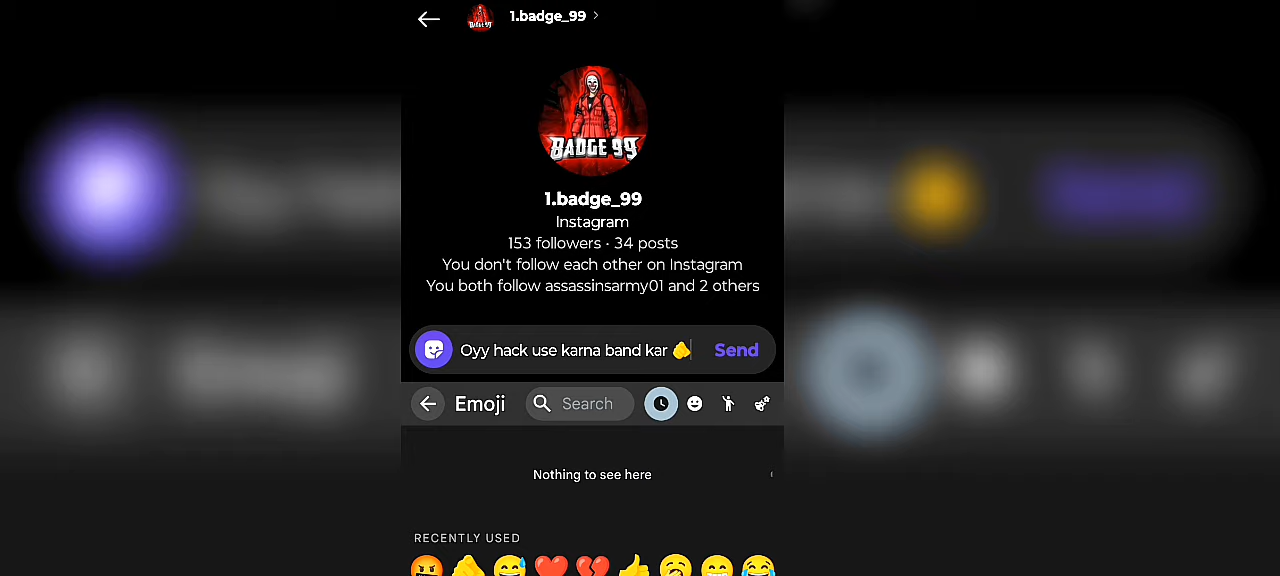 1.badge_99
BADGE 99
BADGE 99
1.badge_99
Instagram
153 followers · 34 posts
You don't follow each other on Instagram
You both follow assassinsarmy01 and 2 others
Oyy hack use karna band kar 🫵
Send
Emoji
Search
Nothing to see here
RECENTLY USED